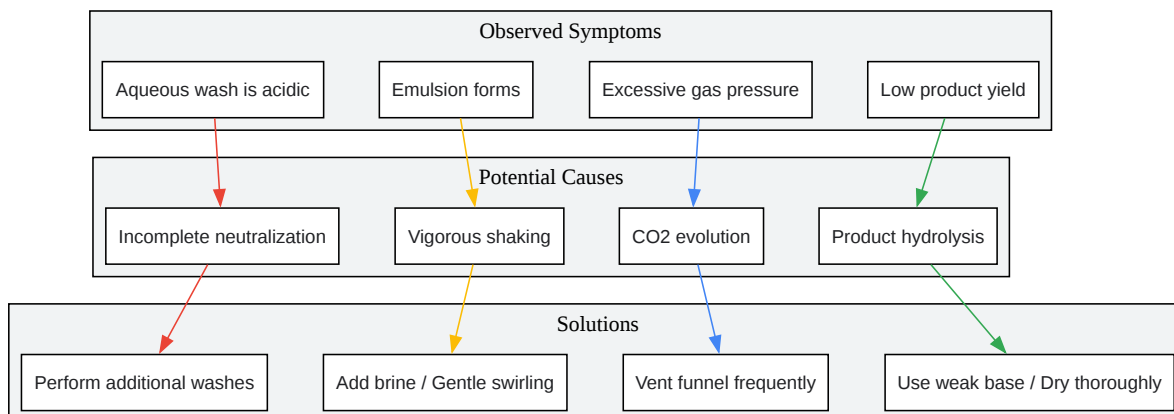 Observed Symptoms
Aqueous wash is acidic
Emulsion forms
Excessive gas pressure
Low product yield
Potential Causes
Incomplete neutralization
Vigorous shaking
CO2 evolution
Product hydrolysis
Solutions
Perform additional washes
Add brine / Gentle swirling
Vent funnel frequently
Use weak base / Dry thoroughly